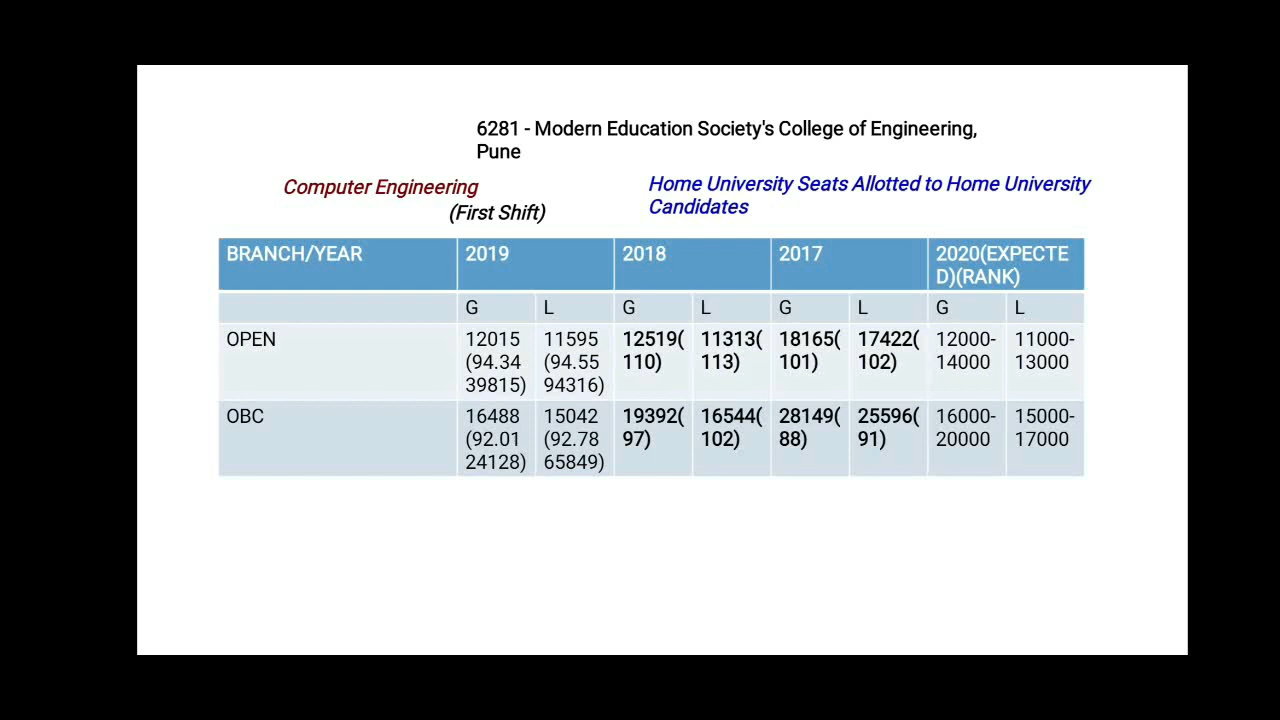 6281 - Modern Education Society's College of Engineering,
Pune
Computer Engineering
(First Shift)
Home University Seats Allotted to Home University
Candidates
BRANCH/YEAR 2019 2018 2017 2020(EXPECTE
D)(RANK)
G L G L G L G L
OPEN 12015 11595 12519( 11313( 18165( 17422( 12000- 11000-
(94.34 (94.55 110) 113) 101) 102) 14000 13000
39815) 94316)
OBC 16488 15042 19392( 16544( 28149( 25596( 16000- 15000-
(92.01 (92.78 97) 102) 88) 91) 20000 17000
24128) 65849)